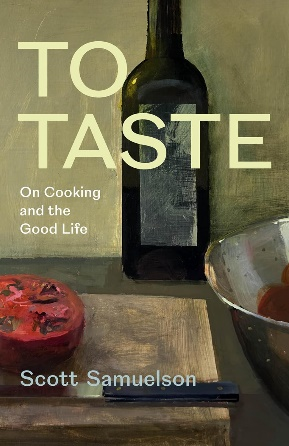 TO
TASTE
On Cooking
and the
Good Life
Scott Samuelson